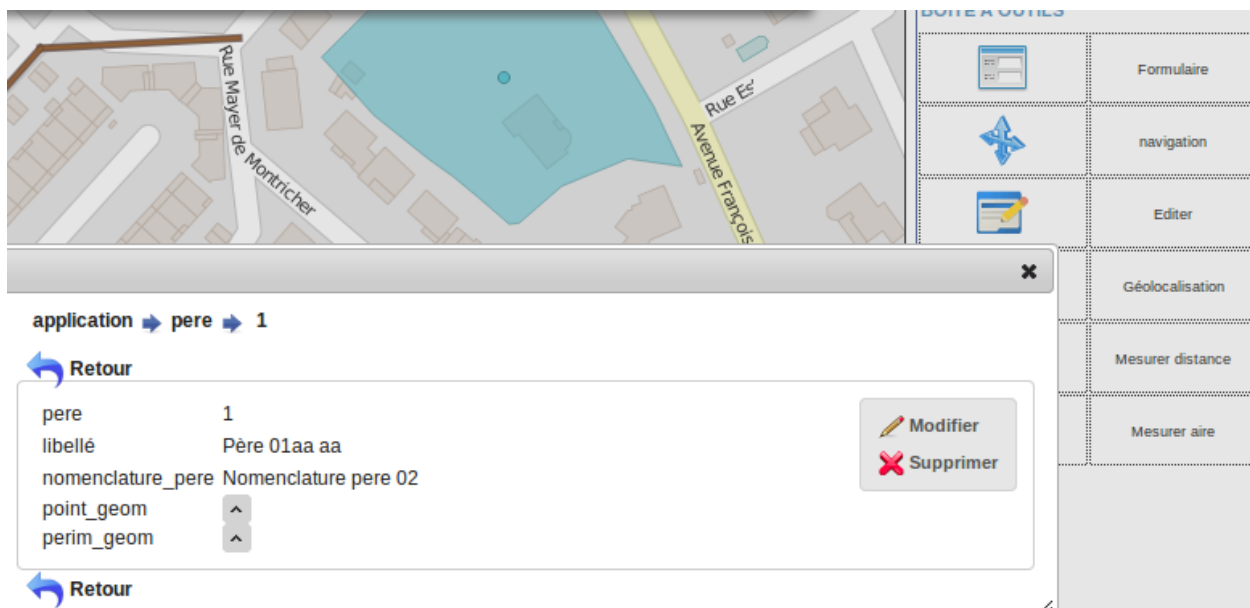 BOITE A OUTILS
Formulaire
navigation
Editer
Géolocalisation
Mesurer distance
Mesurer aire
Rue Mayer de Montricher
Avenue François
Rue Es
application pere 1
Retour
pere 1
libellé Père 01aa aa
nomenclature_pere Nomenclature pere 02
point_geom
perim_geom
Modifier
Supprimer
Retour